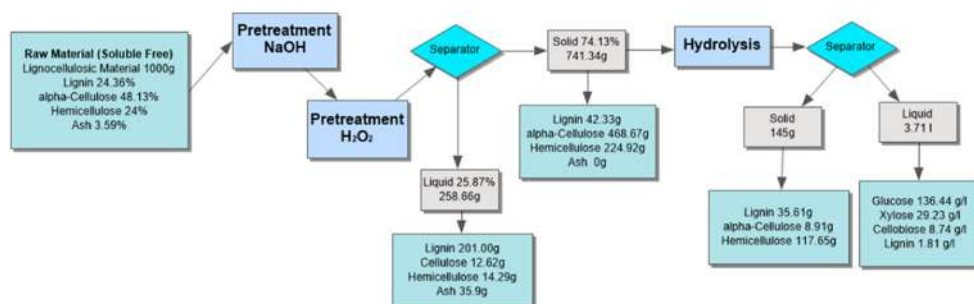 Raw Material (Soluble Free)
Lignocellulosic Material 1000g
Lignin 24.36%
alpha-Cellulose 48.13%
Hemicellulose 24%
Ash 3.59%
Pretreatment
NaOH
Pretreatment
H₂O₂
Separator
Liquid 25.87%
258.66g
Lignin 201.00g
Cellulose 12.62g
Hemicellulose 14.29g
Ash 35.9g
Solid 74.13%
741.34g
Lignin 42.33g
alpha-Cellulose 468.67g
Hemicellulose 224.92g
Ash 0g
Hydrolysis
Separator
Solid
145g
Lignin 35.61g
alpha-Cellulose 8.91g
Hemicellulose 117.65g
Liquid
3.71 l
Glucose 136.44 g/l
Xylose 29.23 g/l
Cellobiose 8.74 g/l
Lignin 1.81 g/l